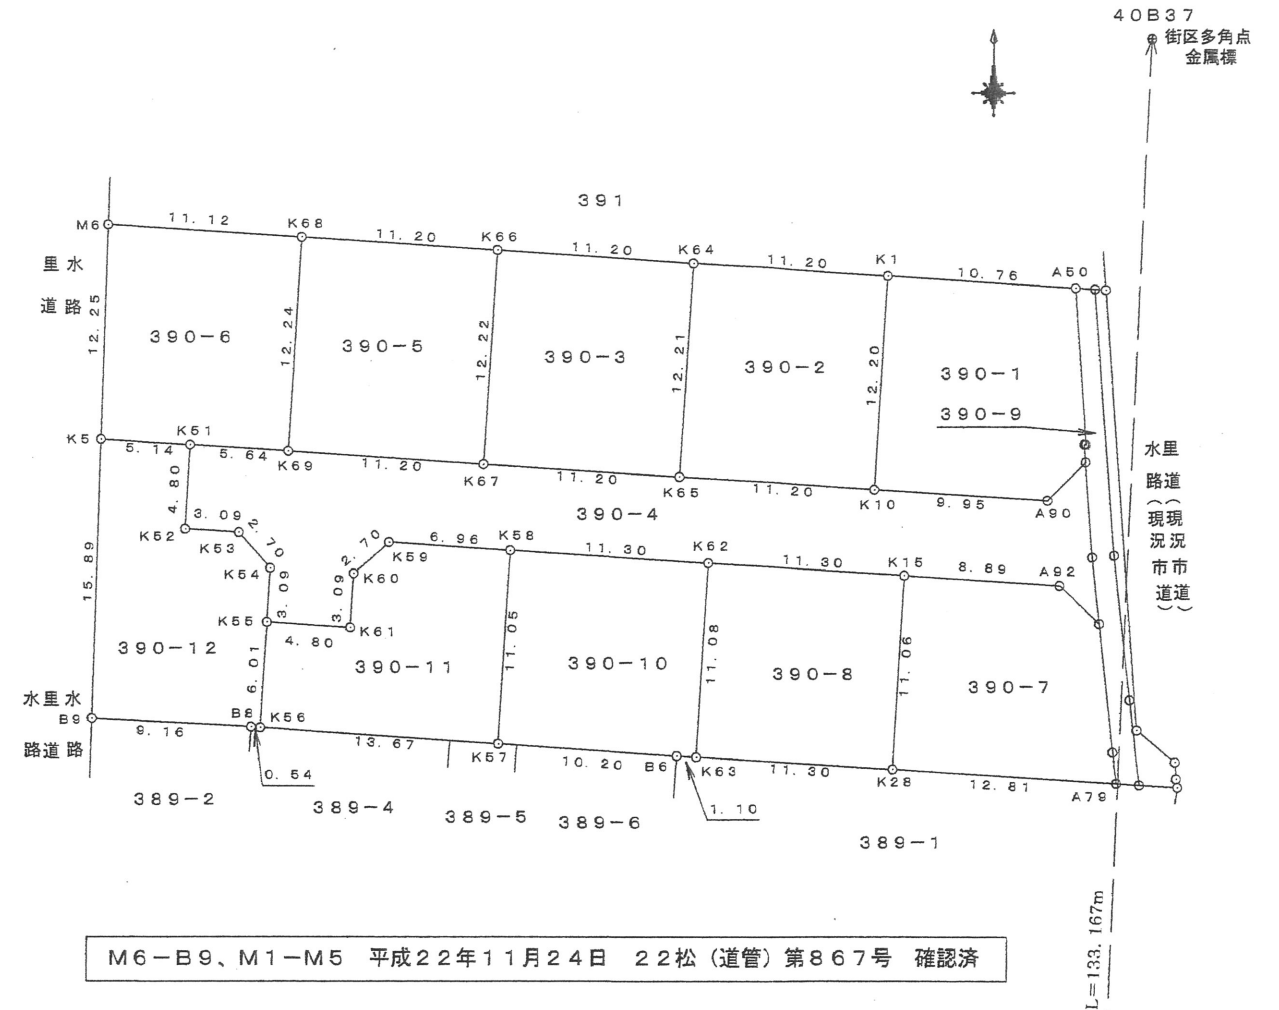 40B37
街区多角点
金属標
391
M6
11.12
K68
11.20
K66
11.20
K64
11.20
K1
10.76
A50
里 水
道 路
12.25
390-6
12.24
390-5
12.22
390-3
12.21
390-2
12.20
390-1
390-9
K5
5.14
K51
5.64
K69
11.20
K67
11.20
K65
11.20
K10
9.95
A90
水路(現況市道)
里道(現況市道)
4.80
K52
3.09
K53
2.70
K54
3.09
K55
4.80
K61
3.09
K60
2.70
K59
390-4
6.96
K58
11.30
K62
11.30
K15
8.89
A92
15.89
390-12
6.01
390-11
11.05
390-10
11.08
390-8
11.06
390-7
水里水
路道路
B9
9.16
B8
K56
0.54
13.67
K57
10.20
B6
K63
1.10
11.30
K28
12.81
A79
389-2
389-4
389-5
389-6
389-1
L=133.167m
M6-B9、M1-M5 平成22年11月24日 22松(道管)第867号 確認済